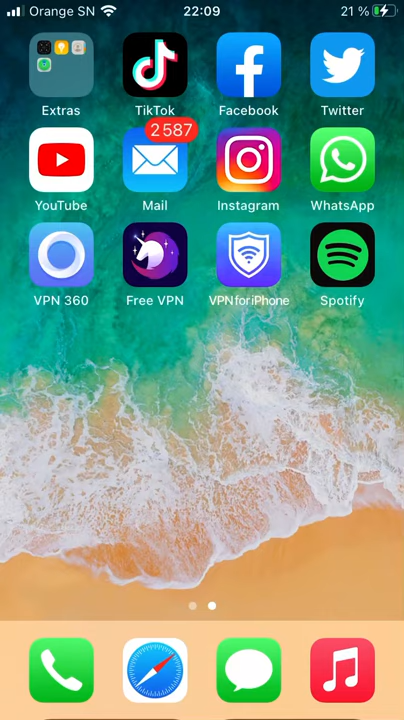 Orange SN 22:09 21 %
Extras TikTok Facebook Twitter
2 587
YouTube Mail Instagram WhatsApp
VPN 360 Free VPN VPNforiPhone Spotify